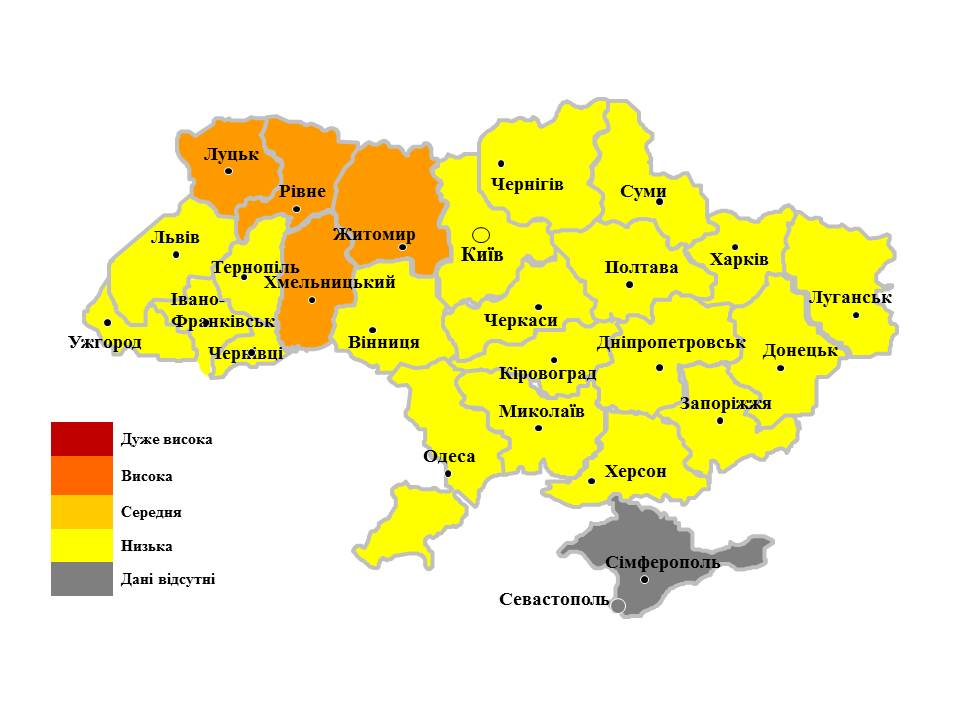 Луцьк
Рівне
Чернігів
Суми
Житомир
Львів
Київ
Харків
Тернопіль
Полтава
Хмельницький
Луганськ
Івано-
Франківськ
Черкаси
Ужгород
Чернівці
Вінниця
Дніпропетровськ
Донецьк
Кіровоград
Запоріжжя
Миколаїв
Одеса
Херсон
Дуже висока
Висока
Середня
Низька
Дані відсутні
Сімферополь
Севастополь